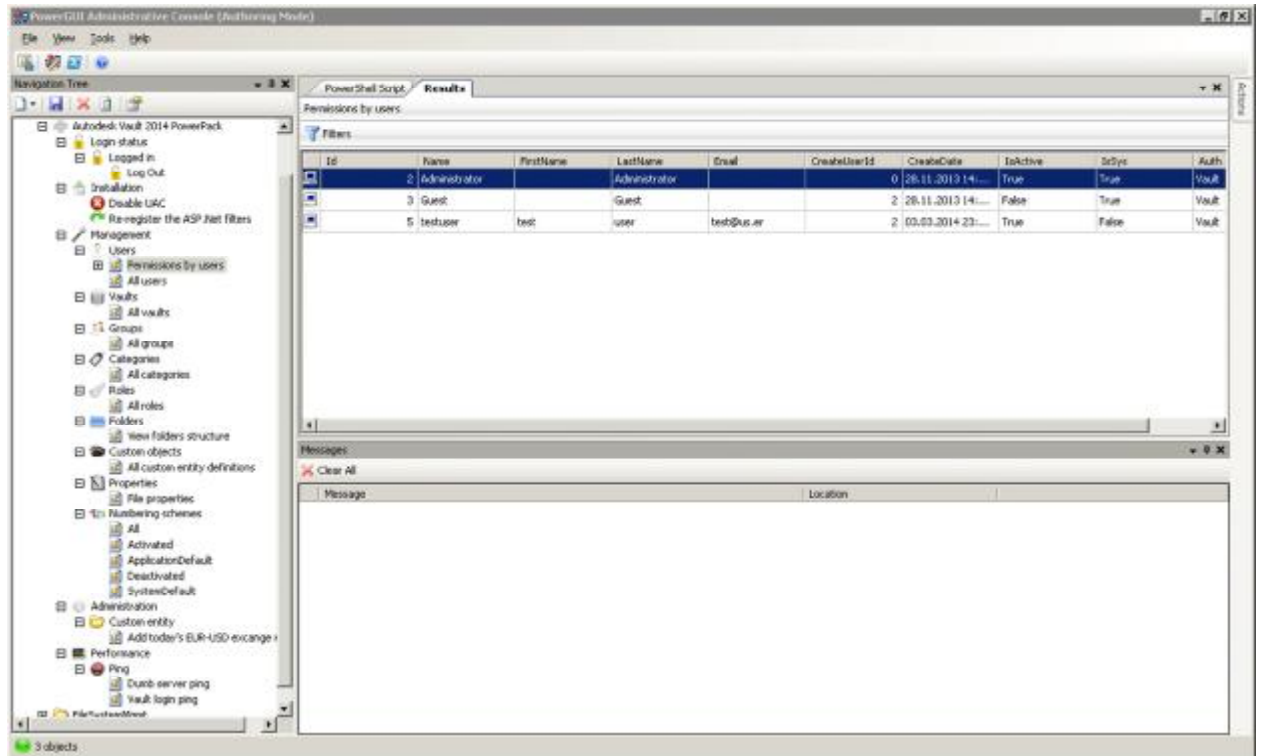 PowerGUI Administrative Console (Authoring Mode)
File View Tools Help
Navigation Tree
Autodesk Vault 2014 PowerPack
Login status
Logged in
Log Out
Installation
Disable UAC
Re-register the ASP.Net filters
Management
Users
Permissions by users
All users
Vaults
All vaults
Groups
All groups
Categories
All categories
Roles
All roles
Folders
View folders structure
Custom objects
All custom entity definitions
Properties
File properties
Numbering schemes
All
Activated
ApplicationDefault
Deactivated
SystemDefault
Administration
Custom entity
Add today's EUR-USD excange
Performance
Ping
Dumb server ping
Vault login ping
PowerShell Script Results
Permissions by users
Filters
Id Name FirstName LastName Email CreateUserId CreateDate IsActive IsSys Auth
2 Administrator Administrator 0 28.11.2013 14:... True True Vault
3 Guest Guest 2 28.11.2013 14:... False True Vault
5 testuser test user test@us.er 2 03.03.2014 23:... True False Vault
Messages
Clear All
Message Location
Actions
3 objects